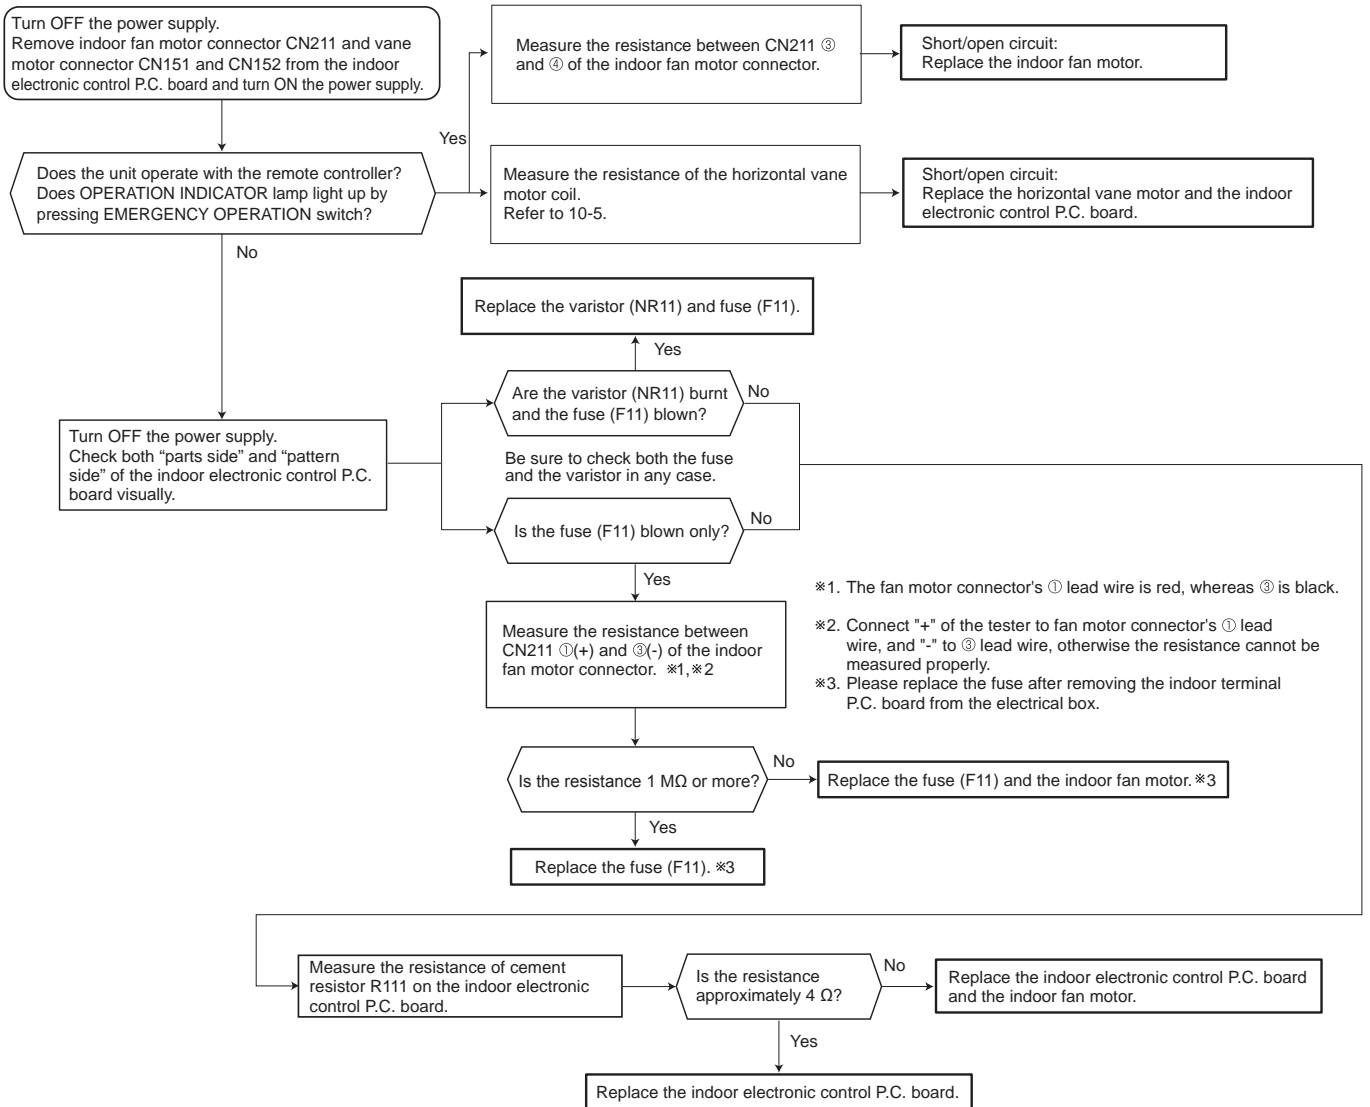 Turn OFF the power supply.
Remove indoor fan motor connector CN211 and vane
motor connector CN151 and CN152 from the indoor
electronic control P.C. board and turn ON the power supply.
Measure the resistance between CN211 ③
and ④ of the indoor fan motor connector.
Short/open circuit:
Replace the indoor fan motor.
Yes
Does the unit operate with the remote controller?
Does OPERATION INDICATOR lamp light up by
pressing EMERGENCY OPERATION switch?
Measure the resistance of the horizontal vane
motor coil.
Refer to 10-5.
Short/open circuit:
Replace the horizontal vane motor and the indoor
electronic control P.C. board.
No
Replace the varistor (NR11) and fuse (F11).
Yes
Are the varistor (NR11) burnt
and the fuse (F11) blown?
No
Turn OFF the power supply.
Check both “parts side” and “pattern
side” of the indoor electronic control P.C.
board visually.
Be sure to check both the fuse
and the varistor in any case.
Is the fuse (F11) blown only?
No
Yes
Measure the resistance between
CN211 ①(+) and ③(-) of the indoor
fan motor connector. ※1,※2
※1. The fan motor connector's ① lead wire is red, whereas ③ is black.
※2. Connect "+" of the tester to fan motor connector's ① lead
wire, and "-" to ③ lead wire, otherwise the resistance cannot be
measured properly.
※3. Please replace the fuse after removing the indoor terminal
P.C. board from the electrical box.
Is the resistance 1 MΩ or more?
No
Replace the fuse (F11) and the indoor fan motor. ※3
Yes
Replace the fuse (F11). ※3
Measure the resistance of cement
resistor R111 on the indoor electronic
control P.C. board.
Is the resistance
approximately 4 Ω?
No
Replace the indoor electronic control P.C. board
and the indoor fan motor.
Yes
Replace the indoor electronic control P.C. board.